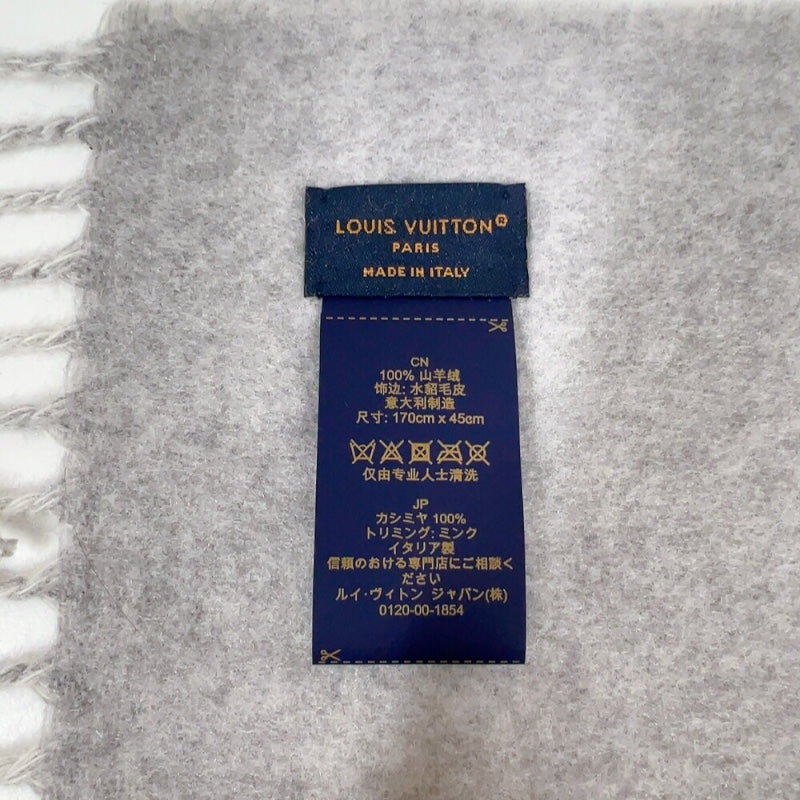 LOUIS VUITTON®
PARIS
MADE IN ITALY
CN
100% 山羊绒
饰边: 水貂毛皮
意大利制造
尺寸: 170cm x 45cm
仅由专业人士清洗
JP
カシミヤ 100%
トリミング: ミンク
イタリア製
信頼のおける専門店にご相談く
ださい
ルイ·ヴィトン ジャパン(株)
0120-00-1854